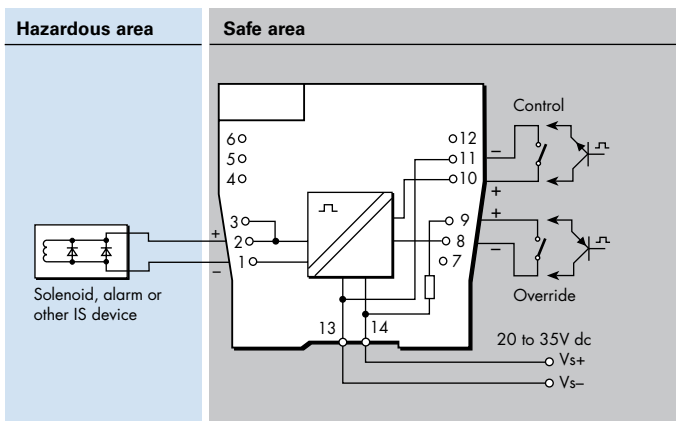 Hazardous area
Safe area
Control
6
5
4
3
2
1
12
11
10
9
8
7
–
+
+
–
+
–
Solenoid, alarm or
other IS device
Override
13
14
20 to 35V dc
Vs+
Vs–